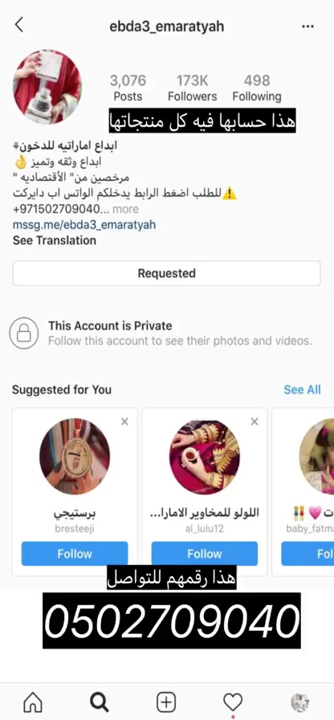 ebda3_emaratyah
3,076
Posts
173K
Followers
498
Following
هذا حسابها فيه كل منتجاتها
ابداع اماراتيه للدخون⚘
ابداع وثقه وتميز 👌
مرخصين من" الأقتصاديه "
⚠️للطلب اضغط الرابط يدخلكم الواتس اب دايركت
+971502709040... more
mssg.me/ebda3_emaratyah
See Translation
Requested
This Account is Private
Follow this account to see their photos and videos.
Suggested for You
See All
برستيجي
bresteeji
Follow
اللولو للمخاوير الامارا...
al_lulu12
Follow
baby_fatm
Fol
هذا رقمهم للتواصل
0502709040